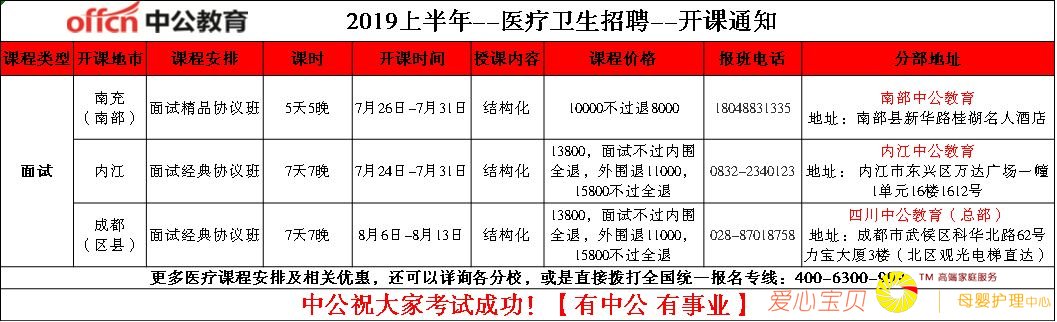 offcn 中公教育 2019上半年--医疗卫生招聘--开课通知
课程类型 开课地市 课程安排 课时 开课时间 授课内容 课程价格 报班电话 分部地址
面试
南充
（南部） 面试精品协议班 5天5晚 7月26日-7月31日 结构化 10000不过退8000 18048831335 南部中公教育
地址：南部县新华路桂湖名人酒店
内江 面试经典协议班 7天7晚 7月24日-7月31日 结构化 13800，面试不过内围
全退，外围退11000，
15800不过全退 0832-2340123 内江中公教育
地址： 内江市东兴区万达广场一幢
1单元16楼1612号
成都
（区县） 面试经典协议班 7天7晚 8月6日-8月13日 结构化 13800，面试不过内围
全退，外围退11000，
15800不过全退 028-87018758 四川中公教育（总部）
地址：成都市武侯区科华北路62号
力宝大厦3楼（北区观光电梯直达）
更多医疗课程安排及相关优惠，还可以详询各分校，或是直接拨打全国统一报名专线：400-6300-
中公祝大家考试成功！【 有中公 有事业 】
爱心宝贝
TM 高端家庭服务
母婴护理中心